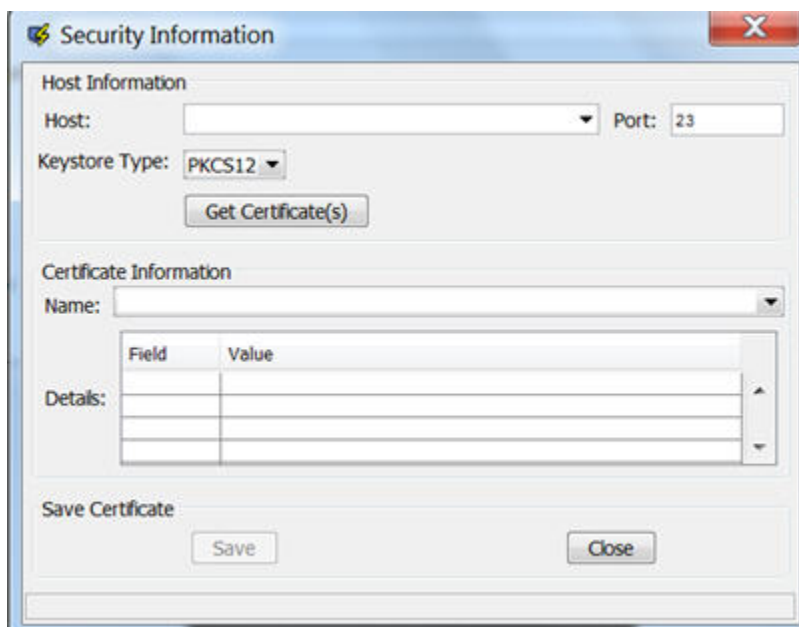 Security Information
Host Information
Host: Port: 23
Keystore Type: PKCS12
Get Certificate(s)
Certificate Information
Name:
Field Value
Details:
Save Certificate
Save Close